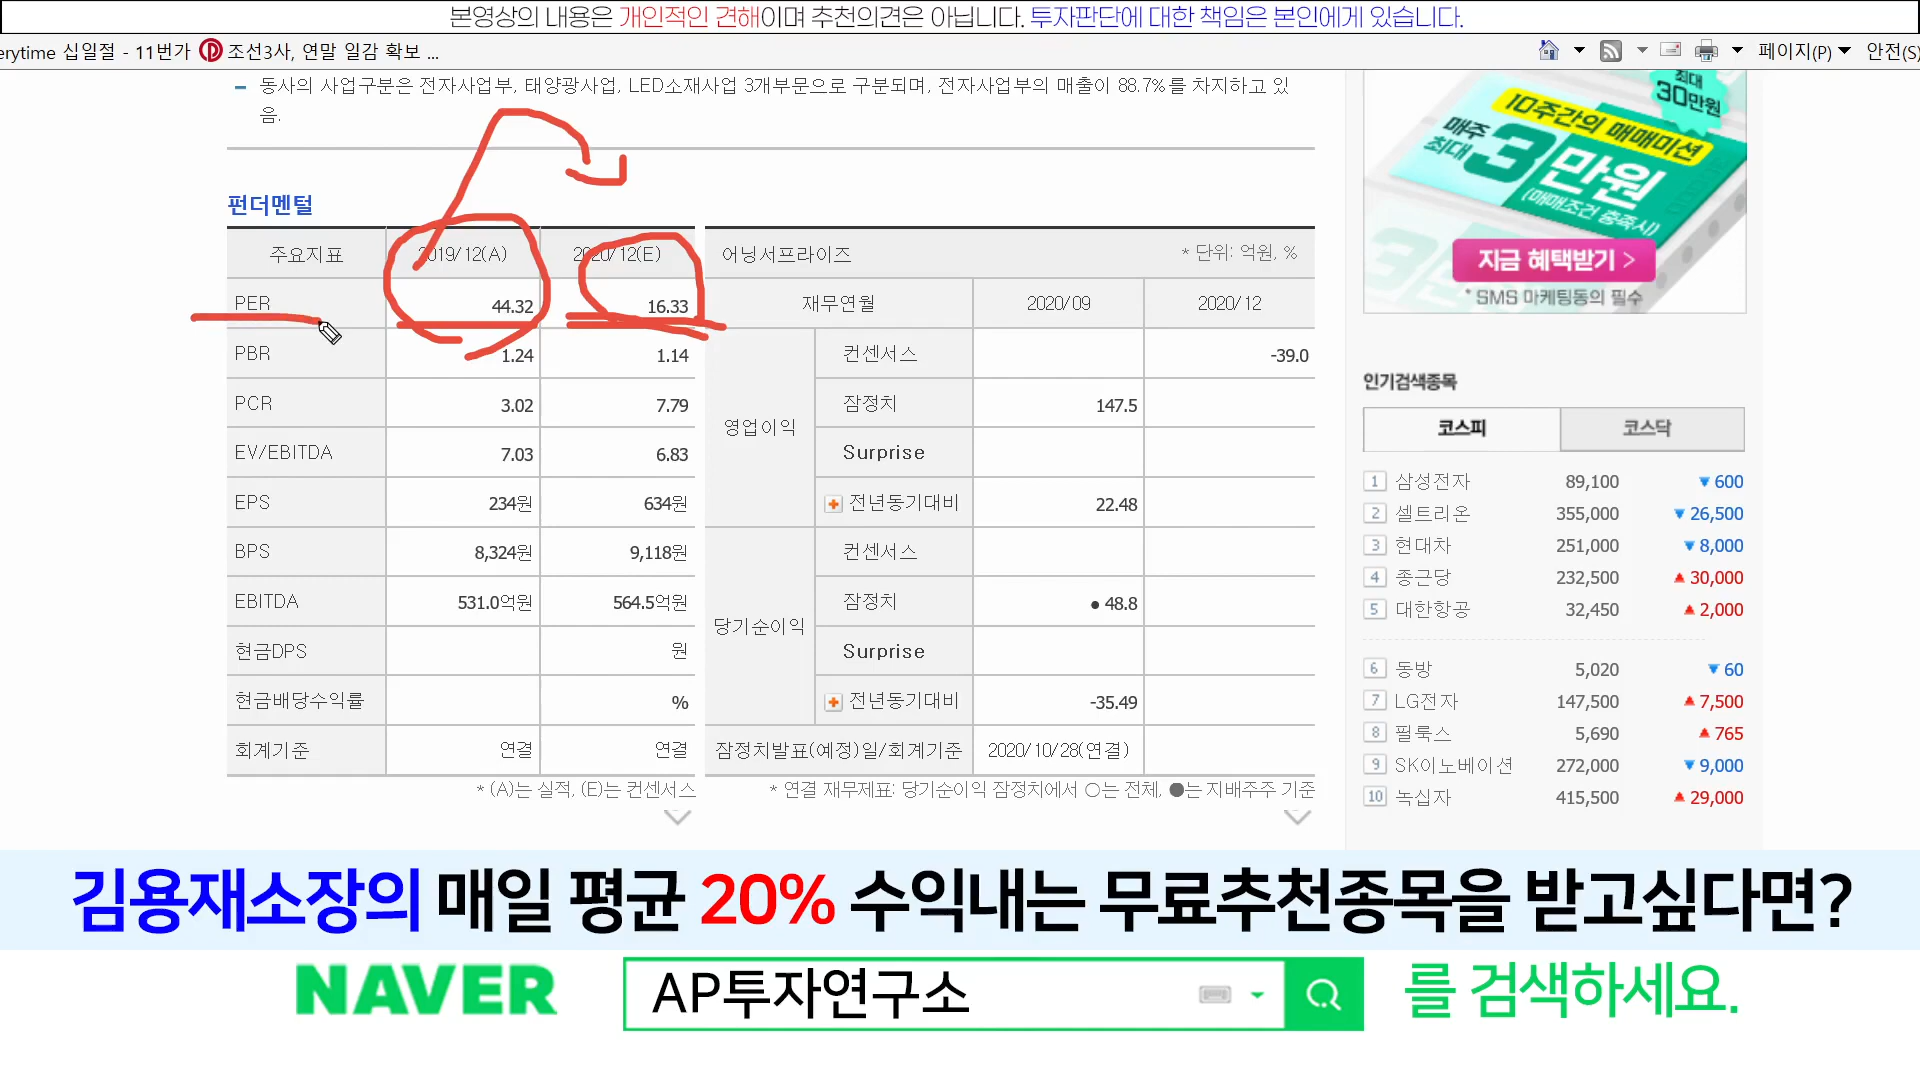 본영상의 내용은 개인적인 견해이며 추천의견은 아닙니다. 투자판단에 대한 책임은 본인에게 있습니다.
erytime 십일절 - 11번가 조선3사, 연말 일감 확보 ... 페이지(P) 안전(S)
동사의 사업구분은 전자사업부, 태양광사업, LED소재사업 3개부문으로 구분되며, 전자사업부의 매출이 88.7%를 차지하고 있
음.
펀더멘털
주요지표 2019/12(A) 2020/12(E)
PER 44.32 16.33
PBR 1.24 1.14
PCR 3.02 7.79
EV/EBITDA 7.03 6.83
EPS 234원 634원
BPS 8,324원 9,118원
EBITDA 531.0억원 564.5억원
현금DPS 원
현금배당수익률 %
회계기준 연결 연결
* (A)는 실적, (E)는 컨센서스
어닝서프라이즈 * 단위: 억원, %
재무연월 2020/09 2020/12
영업이익
컨센서스 -39.0
잠정치 147.5
Surprise
전년동기대비 22.48
당기순이익
컨센서스
잠정치 ● 48.8
Surprise
전년동기대비 -35.49
잠정치발표(예정)일/회계기준 2020/10/28(연결)
* 연결 재무제표: 당기순이익 잠정치에서 ○는 전체, ●는 지배주주 기준
최대
30만원
10주간의 매매미션
매주
최대
3만원
(매매조건 충족시)
지금 혜택받기 >
* SMS 마케팅동의 필수
인기검색종목
코스피 코스닥
1 삼성전자 89,100 ▼ 600
2 셀트리온 355,000 ▼ 26,500
3 현대차 251,000 ▼ 8,000
4 종근당 232,500 ▲ 30,000
5 대한항공 32,450 ▲ 2,000
6 동방 5,020 ▼ 60
7 LG전자 147,500 ▲ 7,500
8 필룩스 5,690 ▲ 765
9 SK이노베이션 272,000 ▼ 9,000
10 녹십자 415,500 ▲ 29,000
김용재소장의 매일 평균 20% 수익내는 무료추천종목을 받고싶다면?
NAVER AP투자연구소 를 검색하세요.